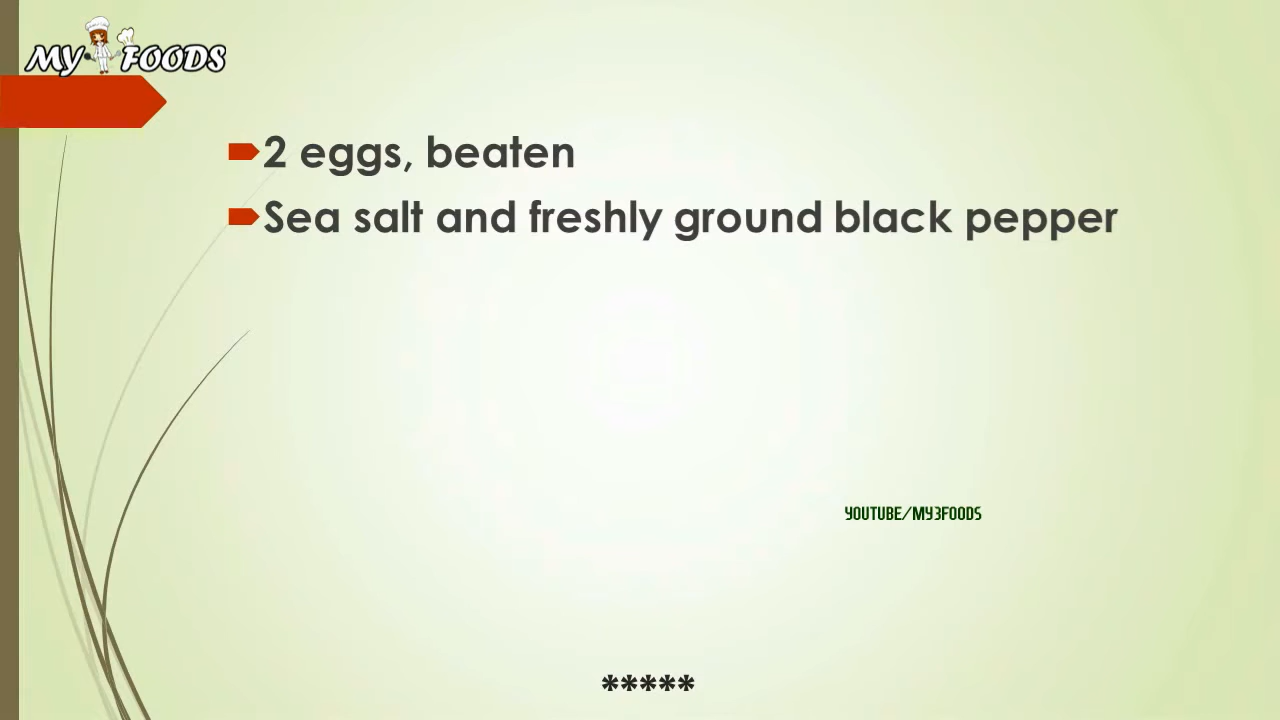 MY FOODS
2 eggs, beaten
Sea salt and freshly ground black pepper
YOUTUBE/MY3FOODS
*****